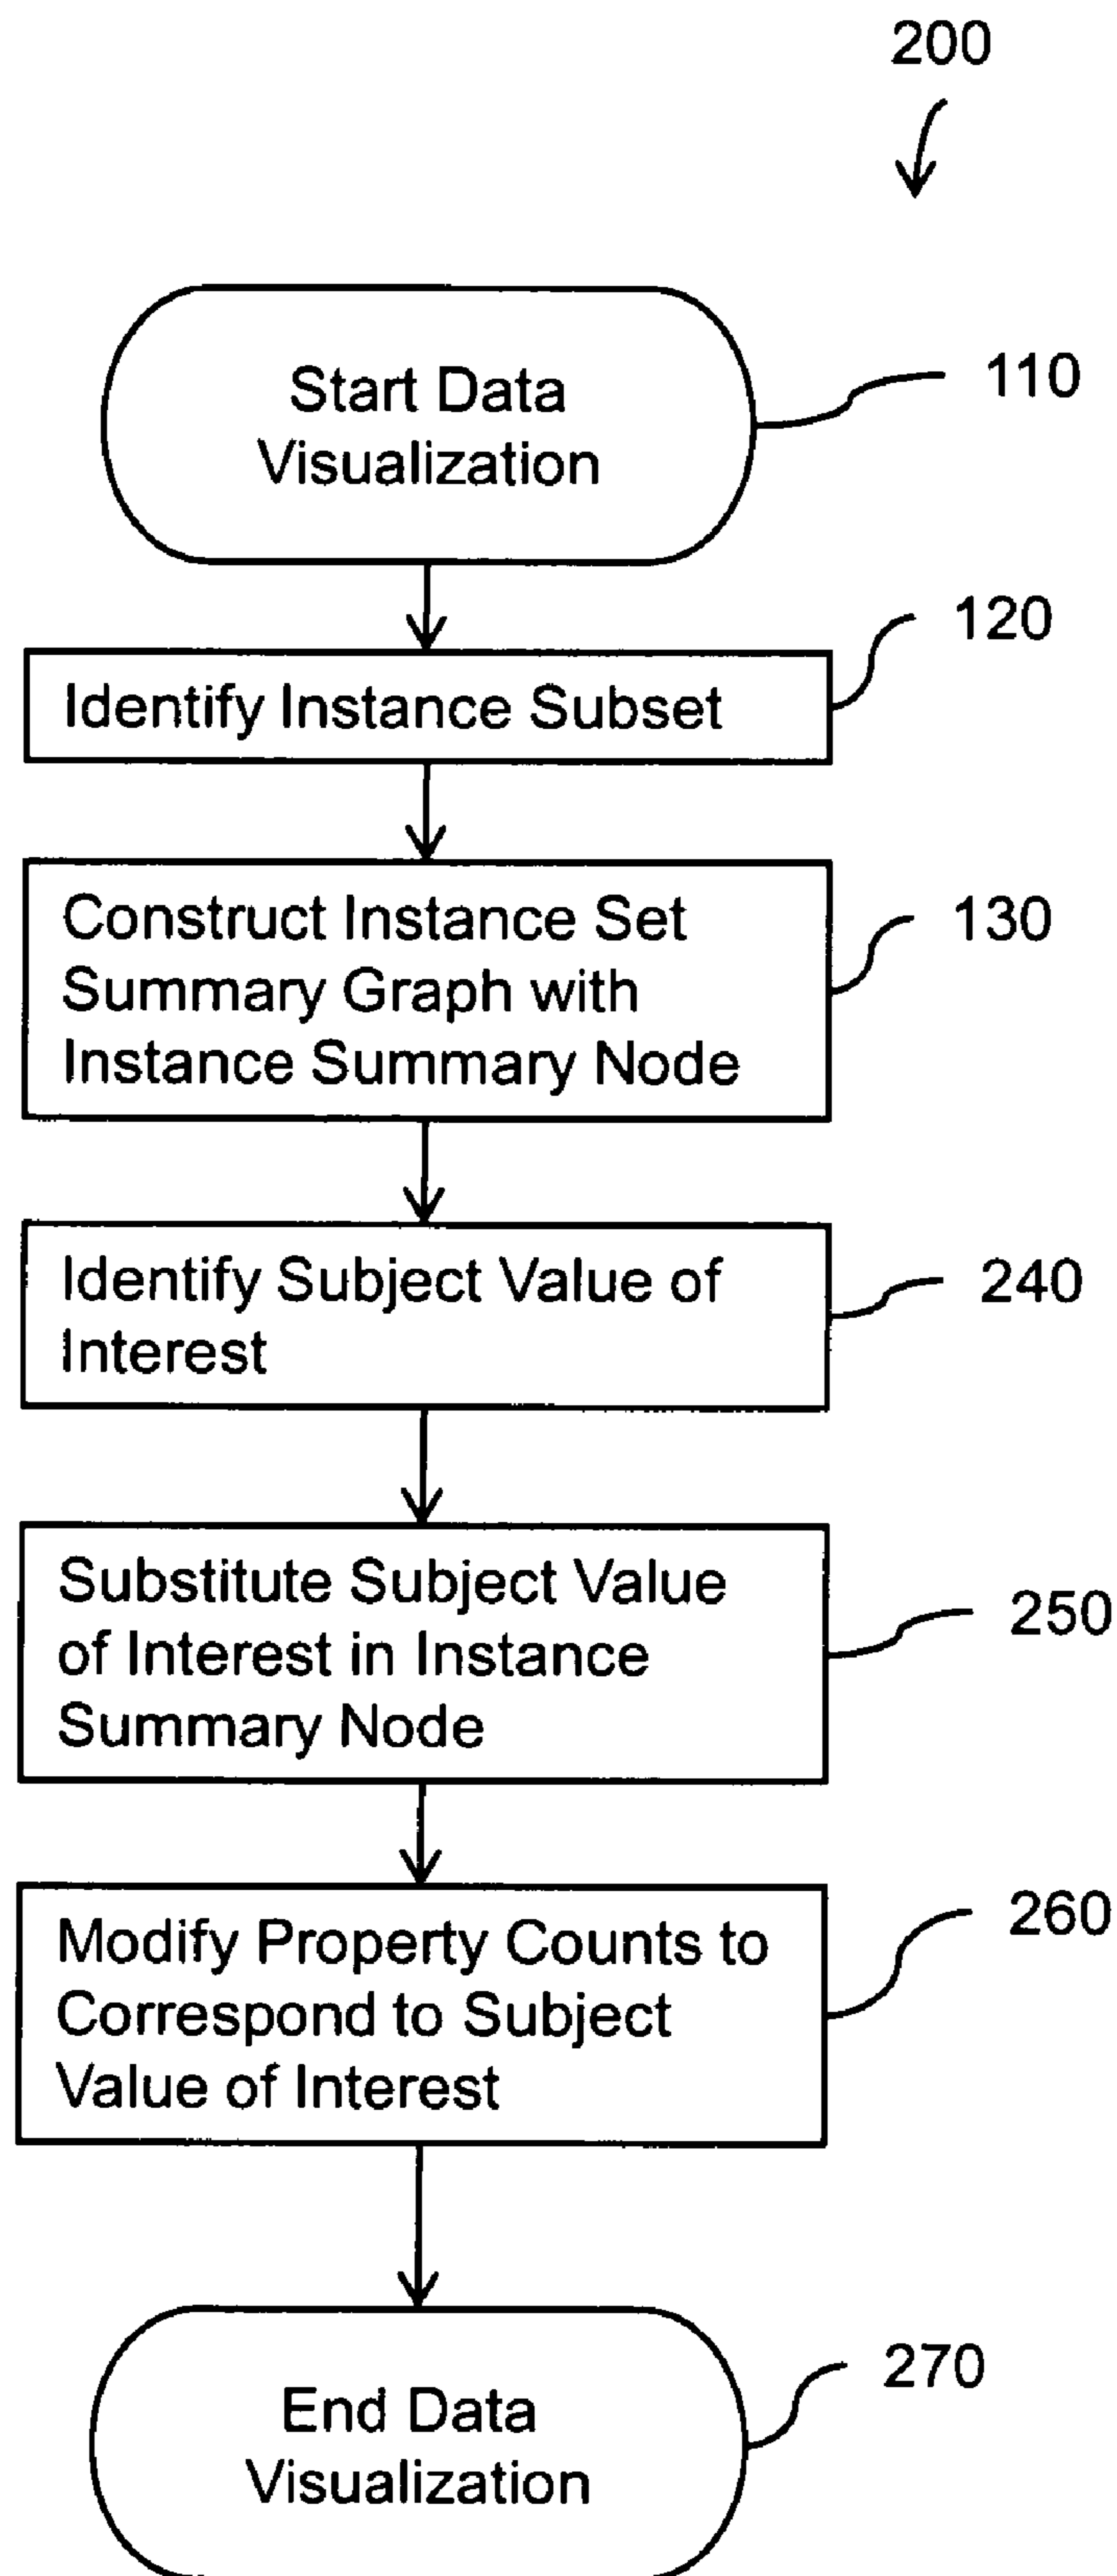 200
Start Data
Visualization
110
120
Identify Instance Subset
Construct Instance Set
Summary Graph with
Instance Summary Node
130
Identify Subject Value of
Interest
240
Substitute Subject Value
of Interest in Instance
Summary Node
250
Modify Property Counts to
Correspond to Subject
Value of Interest
260
End Data
Visualization
270